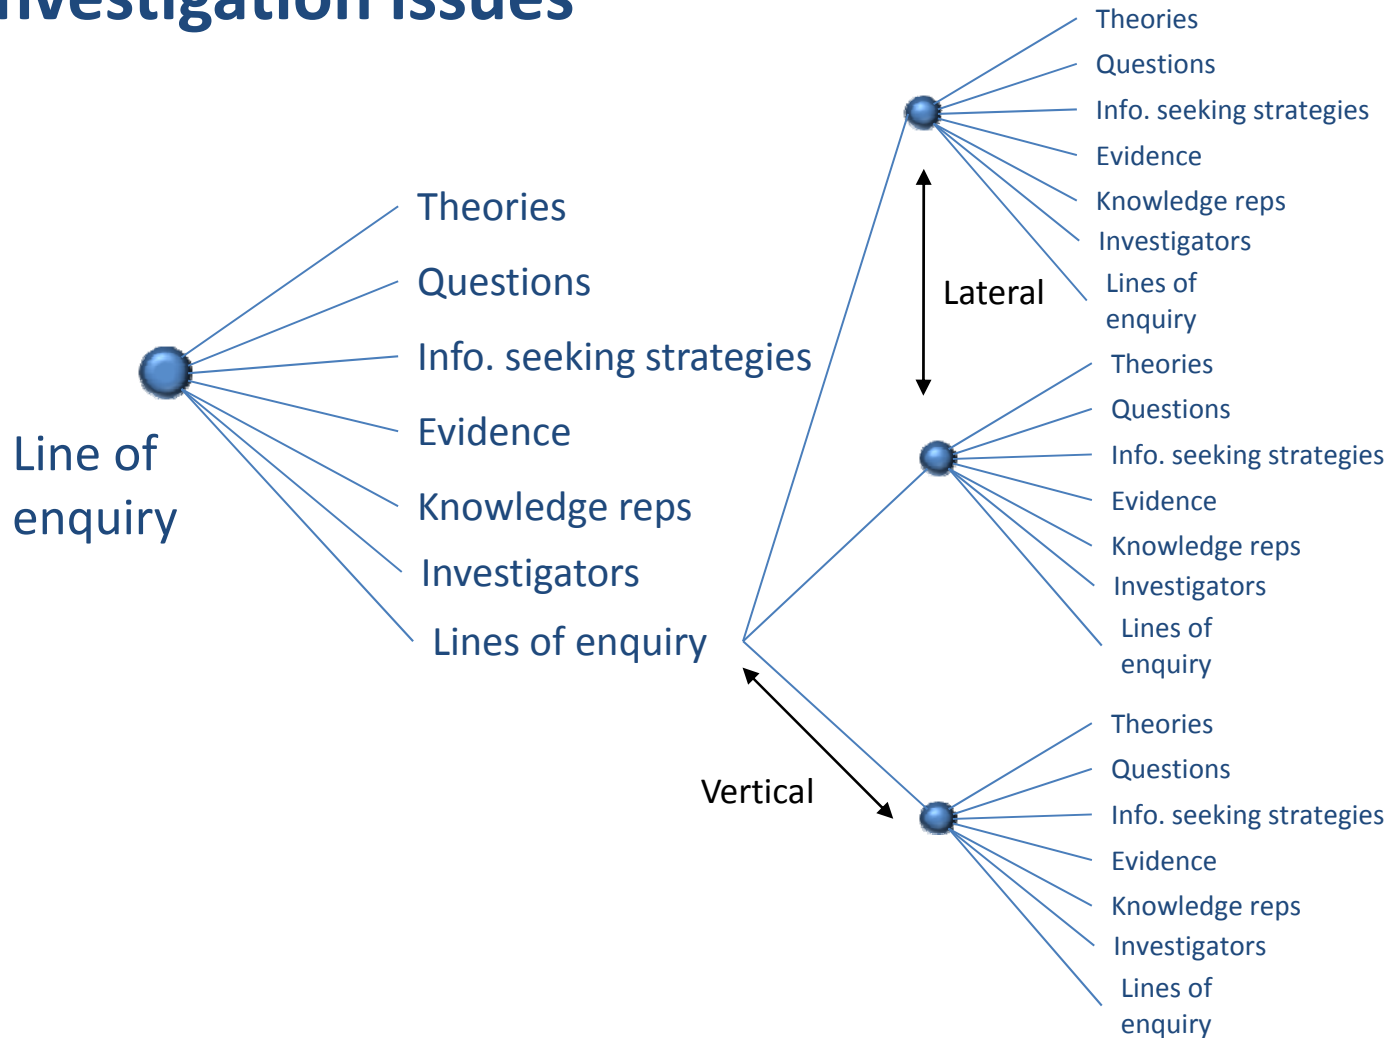 nvestigation issues
Theories
Questions
Info. seeking strategies
Evidence
Knowledge reps
Investigators
Lines of enquiry
Line of
enquiry
Lateral
Vertical
Theories
Questions
Info. seeking strategies
Evidence
Knowledge reps
Investigators
Lines of
enquiry
Theories
Questions
Info. seeking strategies
Evidence
Knowledge reps
Investigators
Lines of
enquiry
Theories
Questions
Info. seeking strategies
Evidence
Knowledge reps
Investigators
Lines of
enquiry